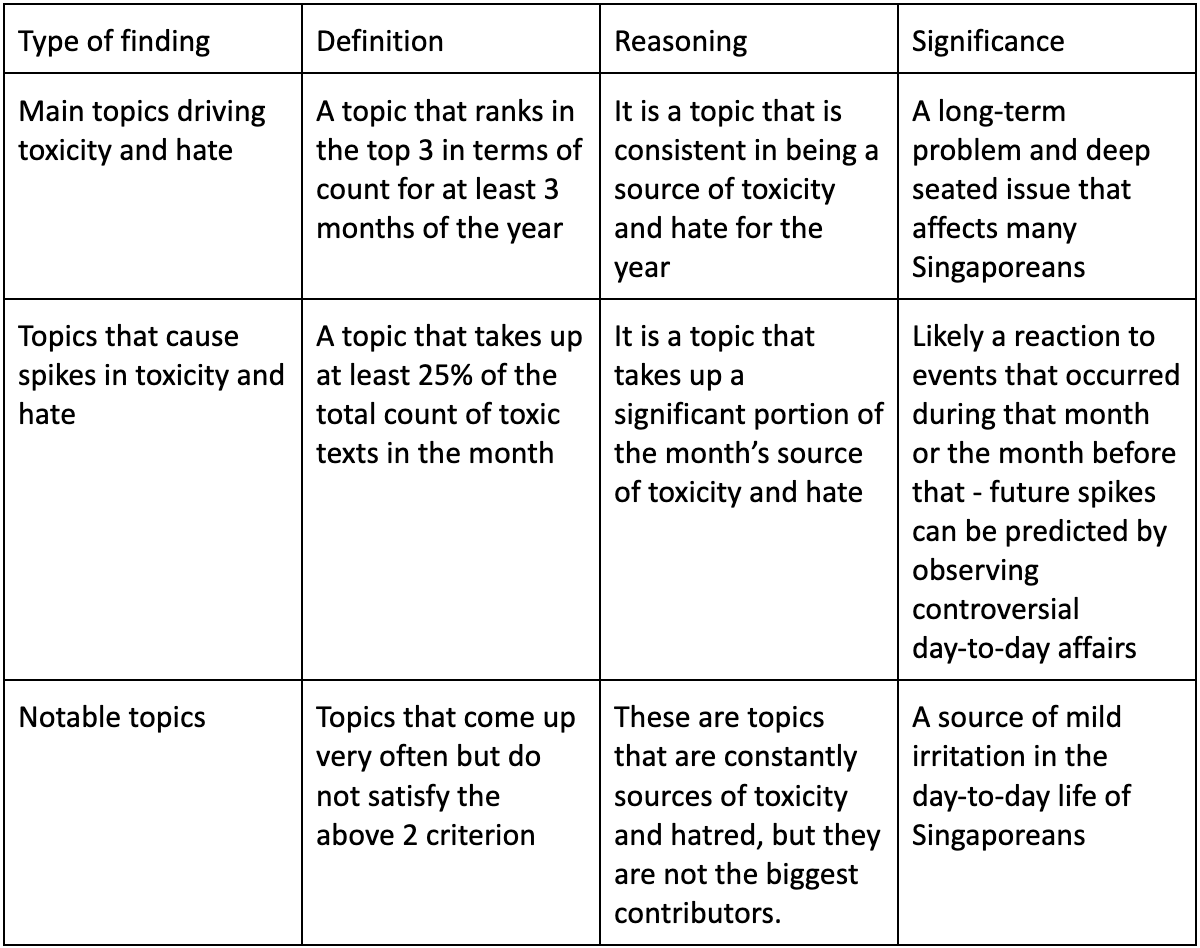 Type of finding
Definition
Reasoning
Significance
Main topics driving
toxicity and hate
A topic that ranks in
the top 3 in terms of
count for at least 3
months of the year
It is a topic that is
consistent in being a
source of toxicity
and hate for the
year
A long-term
problem and deep
seated issue that
affects many
Singaporeans
Topics that cause
spikes in toxicity and
hate
A topic that takes up
at least 25% of the
total count of toxic
texts in the month
It is a topic that
takes up a
significant portion of
the month’s source
of toxicity and hate
Likely a reaction to
events that occurred
during that month
or the month before
that - future spikes
can be predicted by
observing
controversial
day-to-day affairs
Notable topics
Topics that come up
very often but do
not satisfy the
above 2 criterion
These are topics
that are constantly
sources of toxicity
and hatred, but they
are not the biggest
contributors.
A source of mild
irritation in the
day-to-day life of
Singaporeans